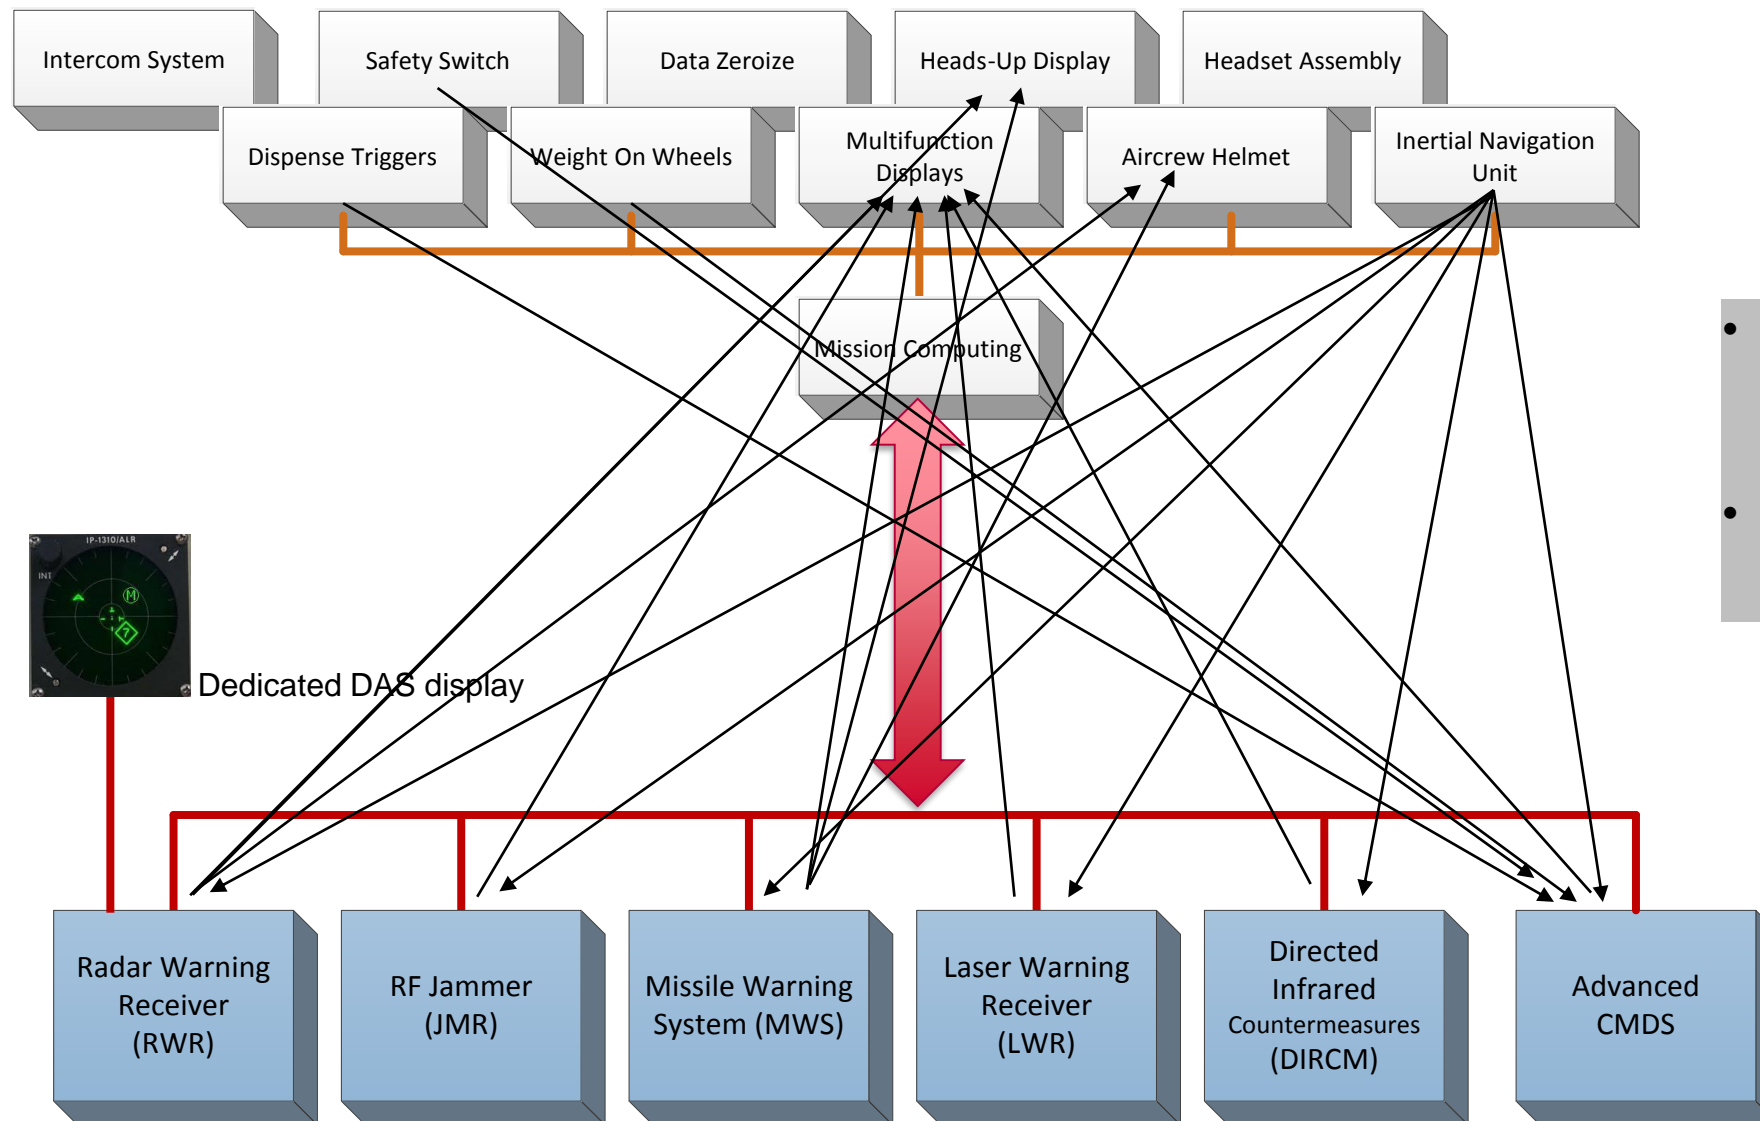 Intercom System
Safety Switch
Data Zeroize
Heads-Up Display
Headset Assembly
Dispense Triggers
Weight On Wheels
Multifunction
Displays
Aircrew Helmet
Inertial Navigation
Unit
Mission Computing
•
•
IP-1310/ALR
INT
M
7
Dedicated DAS display
Radar Warning
Receiver
(RWR)
RF Jammer
(JMR)
Missile Warning
System (MWS)
Laser Warning
Receiver
(LWR)
Directed
Infrared
Countermeasures
(DIRCM)
Advanced
CMDS